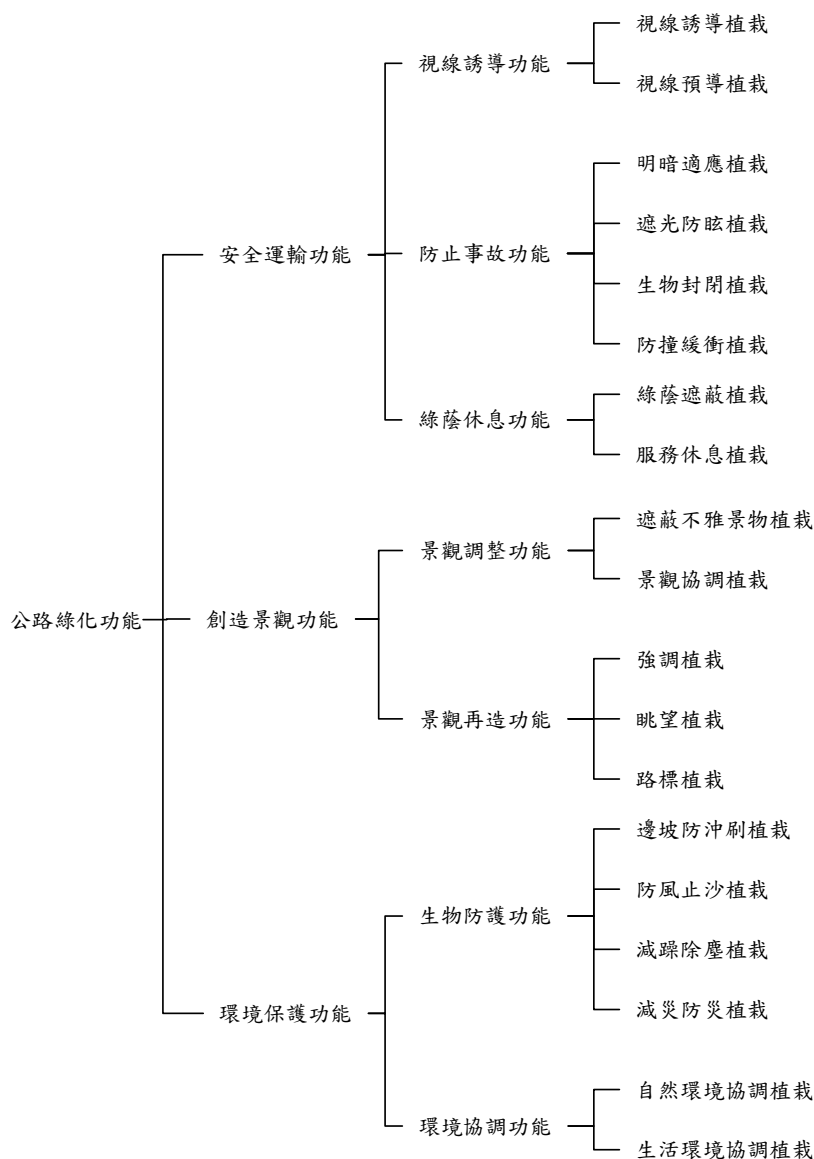 公路綠化功能
安全運輸功能
視線誘導功能
視線誘導植栽
視線預導植栽
防止事故功能
明暗適應植栽
遮光防眩植栽
生物封閉植栽
防撞緩衝植栽
綠蔭休息功能
綠蔭遮蔽植栽
服務休息植栽
創造景觀功能
景觀調整功能
遮蔽不雅景物植栽
景觀協調植栽
景觀再造功能
強調植栽
眺望植栽
路標植栽
環境保護功能
生物防護功能
邊坡防沖刷植栽
防風止沙植栽
減躁除塵植栽
減災防災植栽
環境協調功能
自然環境協調植栽
生活環境協調植栽